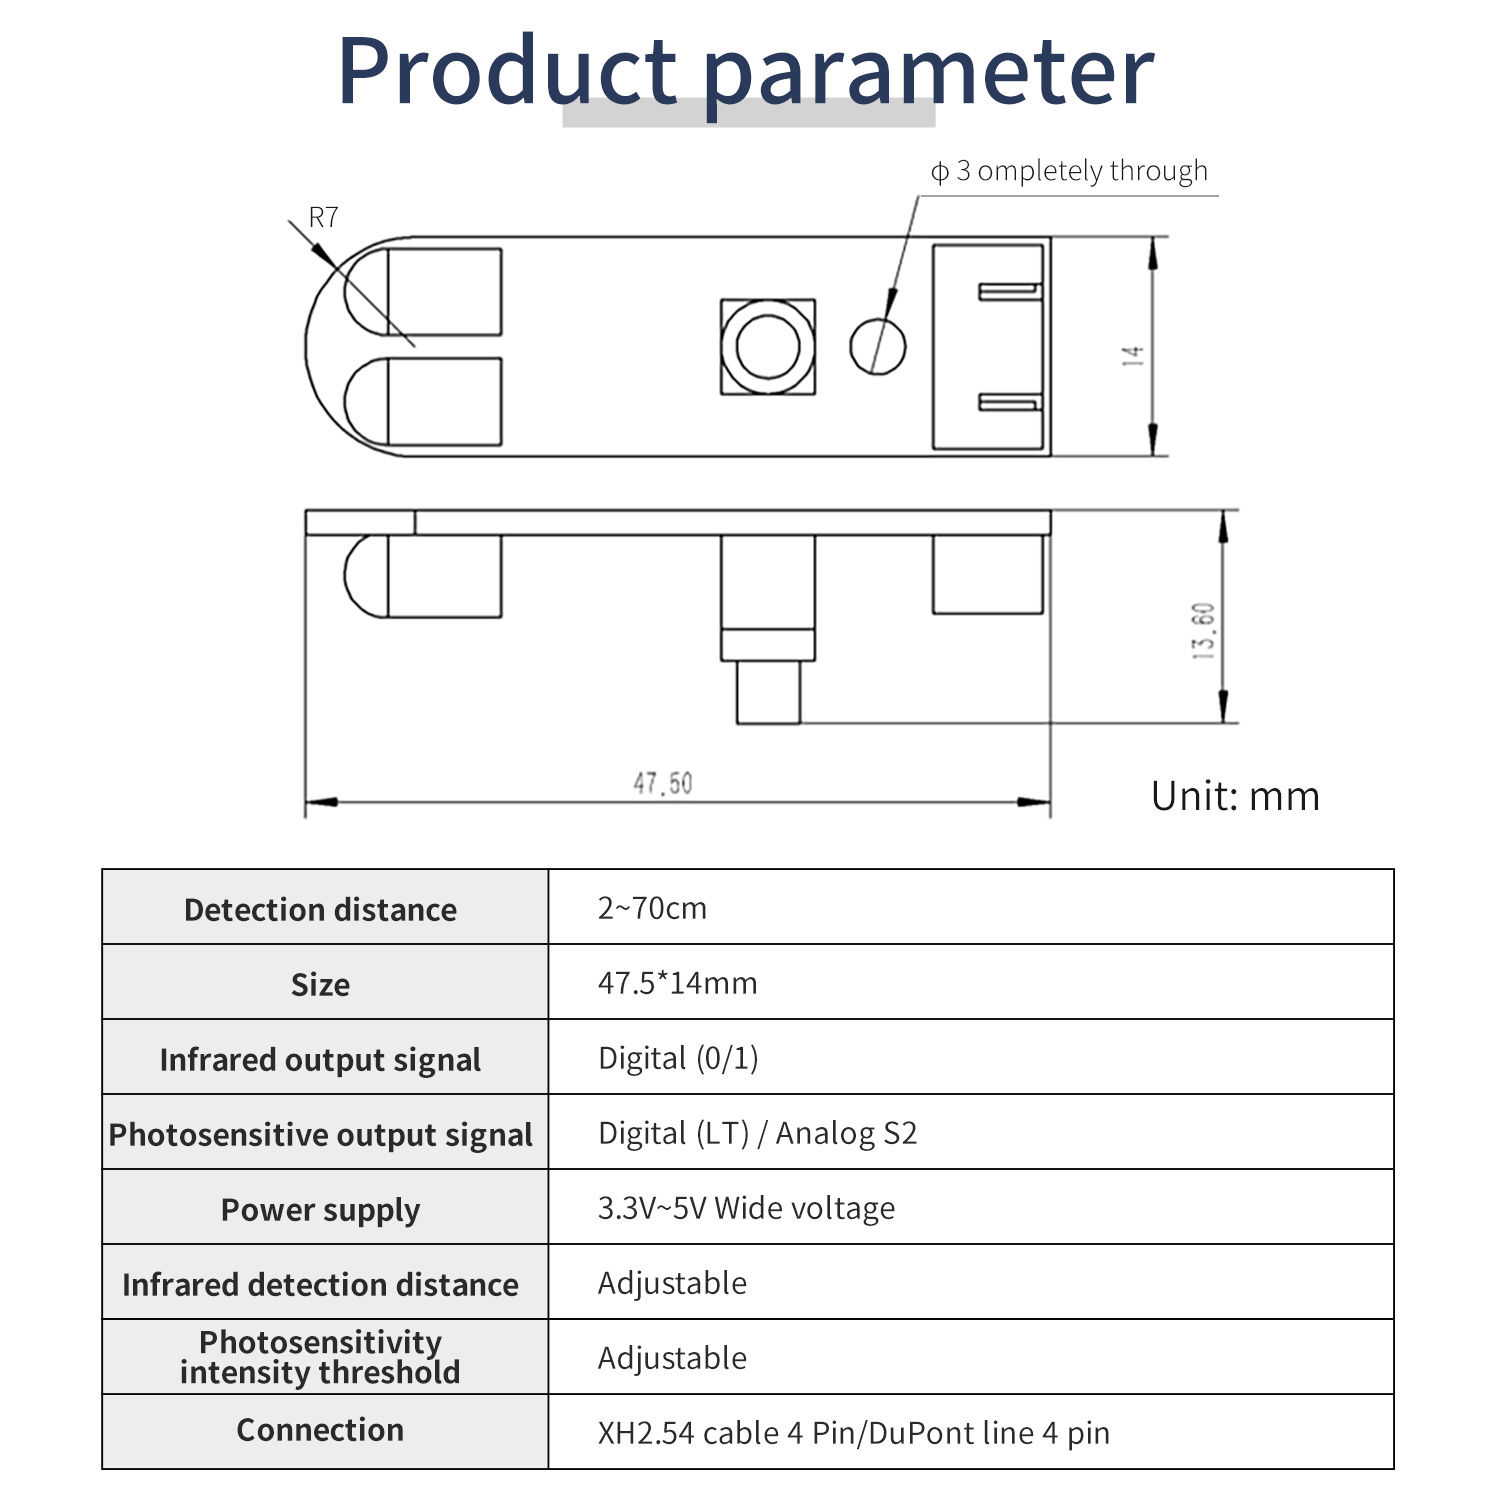 Product parameter
φ 3 ompletely through
R7
14
13.60
47.50
Unit: mm
Detection distance
2~70cm
Size
47.5*14mm
Infrared output signal
Digital (0/1)
Photosensitive output signal
Digital (LT) / Analog S2
Power supply
3.3V~5V Wide voltage
Infrared detection distance
Adjustable
Photosensitivity
intensity threshold
Adjustable
Connection
XH2.54 cable 4 Pin/DuPont line 4 pin